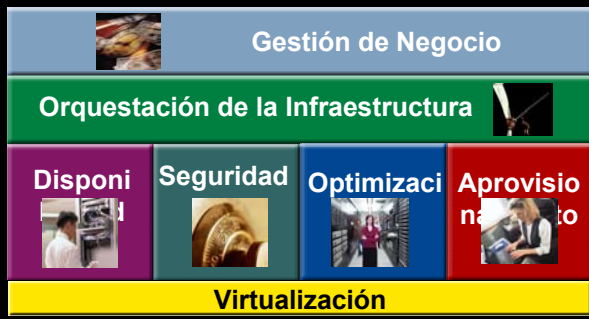 Gestión de Negocio
Orquestación de la Infraestructura
Disponi
Seguridad
Optimizaci
Aprovisio
Virtualización